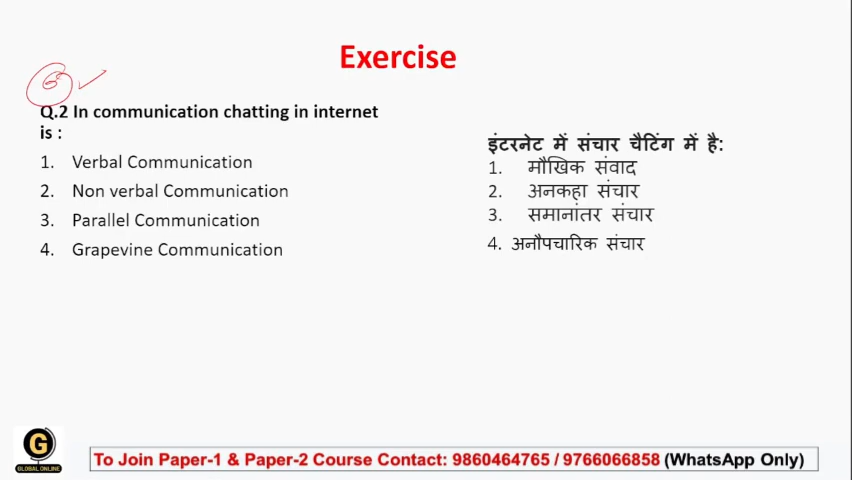 Exercise
Q.2 In communication chatting in internet
is :
1. Verbal Communication
2. Non verbal Communication
3. Parallel Communication
4. Grapevine Communication
इंटरनेट में संचार चैटिंग में है:
1. मौखिक संवाद
2. अनकहा संचार
3. समानांतर संचार
4. अनौपचारिक संचार
G
GLOBAL ONLINE
To Join Paper-1 & Paper-2 Course Contact: 9860464765 / 9766066858 (WhatsApp Only)